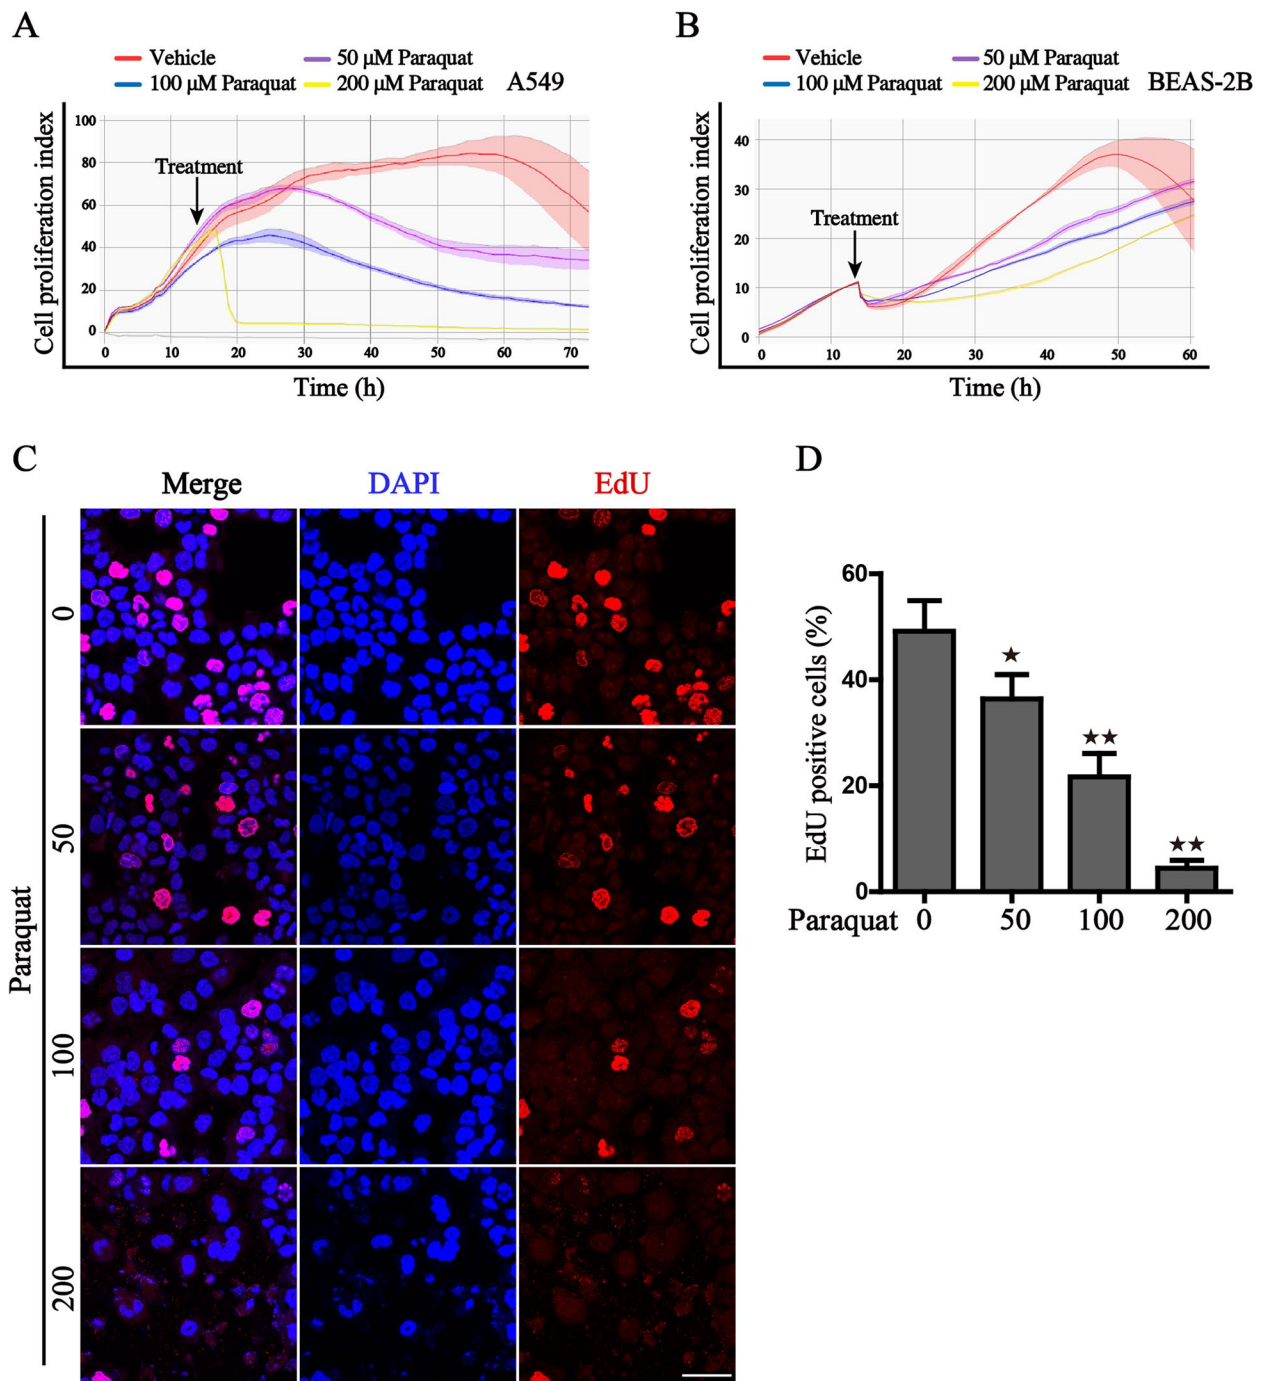 A
Vehicle
50 μM Paraquat
100 μM Paraquat
200 μM Paraquat
A549
Cell proliferation index
100
80
60
40
20
0
Treatment
0 10 20 30 40 50 60 70
Time (h)
B
Vehicle
50 μM Paraquat
100 μM Paraquat
200 μM Paraquat
BEAS-2B
Cell proliferation index
40
30
20
10
0
Treatment
0 10 20 30 40 50 60
Time (h)
C
Merge DAPI EdU
Paraquat
0
50
100
200
D
EdU positive cells (%)
60
40
20
0
Paraquat 0 50 100 200